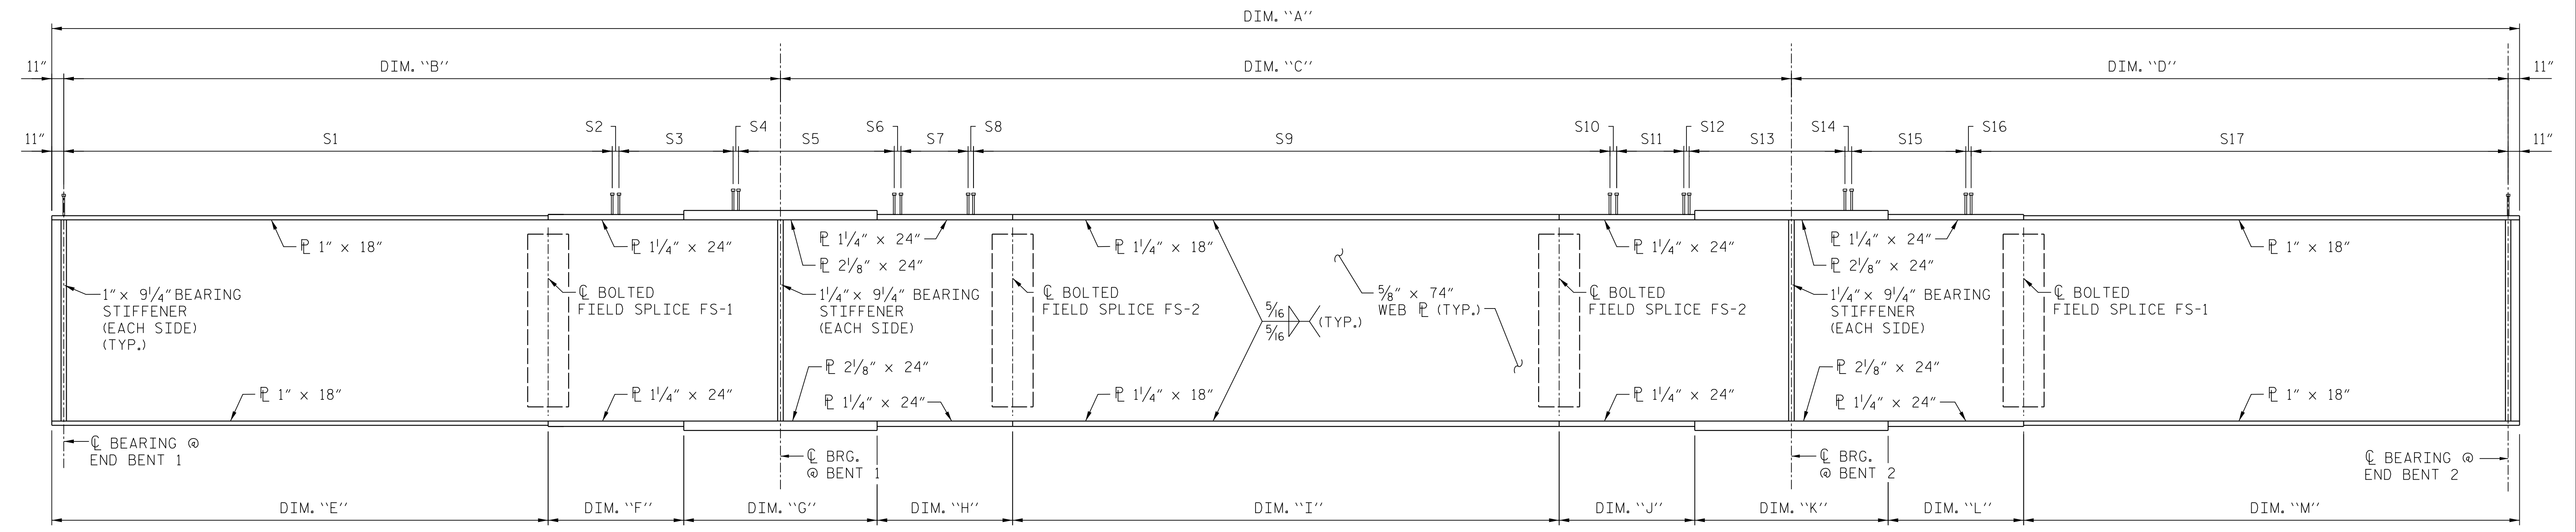 DIM. ‘‘A’’
11″
DIM. ‘‘B’’
DIM. ‘‘C’’
DIM. ‘‘D’’
11″
11″
S1
S2
S3
S4
S5
S6
S7
S8
S9
S10
S11
S12
S13
S14
S15
S16
S17
11″
℄ 1″ x 18″
℄ 1¼″ x 24″
℄ 1¼″ x 24″
℄ 2⅛″ x 24″
℄ 1¼″ x 18″
℄ 1¼″ x 24″
℄ 1¼″ x 24″
℄ 2⅛″ x 24″
℄ 1″ x 18″
1″ x 9¼″ BEARING
STIFFENER
(EACH SIDE)
(TYP.)
℄ BOLTED
FIELD SPLICE FS-1
1¼″ x 9¼″ BEARING
STIFFENER
(EACH SIDE)
℄ BOLTED
FIELD SPLICE FS-2
5/16
5/16
(TYP.)
⅝″ x 74″
WEB ℄ (TYP.)
℄ BOLTED
FIELD SPLICE FS-2
1¼″ x 9¼″ BEARING
STIFFENER
(EACH SIDE)
℄ BOLTED
FIELD SPLICE FS-1
℄ 1″ x 18″
℄ 1¼″ x 24″
℄ 2⅛″ x 24″
℄ 1¼″ x 24″
℄ 1¼″ x 18″
℄ 1¼″ x 24″
℄ 2⅛″ x 24″
℄ 1¼″ x 24″
℄ 1″ x 18″
℄ BEARING @
END BENT 1
℄ BRG.
@ BENT 1
℄ BRG.
@ BENT 2
℄ BEARING @
END BENT 2
DIM. ‘‘E’’
DIM. ‘‘F’’
DIM. ‘‘G’’
DIM. ‘‘H’’
DIM. ‘‘I’’
DIM. ‘‘J’’
DIM. ‘‘K’’
DIM. ‘‘L’’
DIM. ‘‘M’’